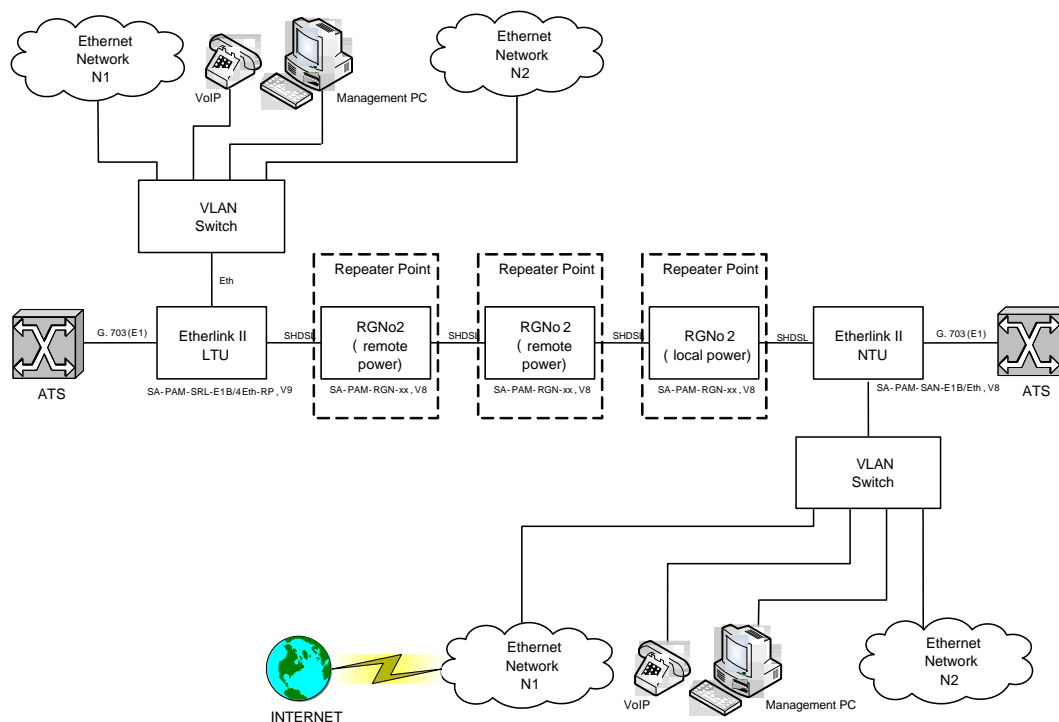 Ethernet
Network
N1
VoIP
Management PC
Ethernet
Network
N2
VLAN
Switch
Eth
Repeater Point
Repeater Point
Repeater Point
ATS
G. 703 (E1)
Etherlink II
LTU
SA-PAM-SRL-E1B/4Eth-RP , V9
SHDSL
RGNo2
( remote
power)
SA-PAM-RGN-xx , V8
SHDSL
RGNo 2
( remote
power)
SA-PAM-RGN-xx , V8
SHDSL
RGNo 2
( local power)
SA-PAM-RGN-xx , V8
SHDSL
Etherlink II
NTU
SA-PAM-SAN-E1B/Eth, V8
G. 703 (E1)
ATS
VLAN
Switch
INTERNET
Ethernet
Network
N1
VoIP
Management PC
Ethernet
Network
N2